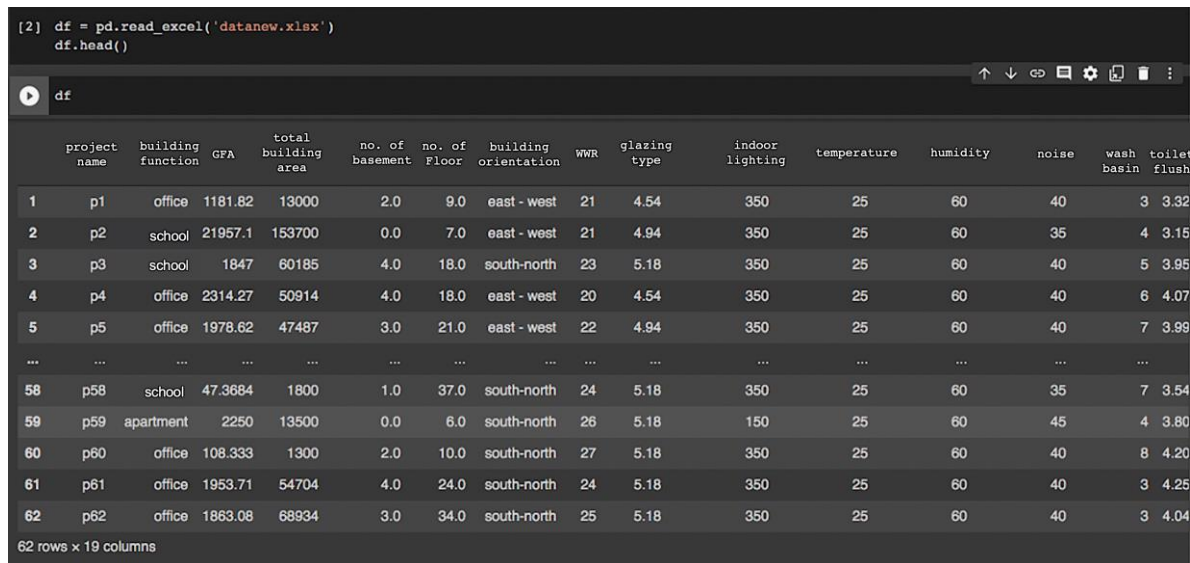 [2] df = pd.read_excel('datanew.xlsx')
df.head()
df
project name building function GFA total building area no. of basement no. of Floor building orientation WWR glazing type indoor lighting temperature humidity noise wash basin toilet flush
1 p1 office 1181.82 13000 2.0 9.0 east - west 21 4.54 350 25 60 40 3 3.32
2 p2 school 21957.1 153700 0.0 7.0 east - west 21 4.94 350 25 60 35 4 3.15
3 p3 school 1847 60185 4.0 18.0 south-north 23 5.18 350 25 60 40 5 3.95
4 p4 office 2314.27 50914 4.0 18.0 east - west 20 4.54 350 25 60 40 6 4.07
5 p5 office 1978.62 47487 3.0 21.0 east - west 22 4.94 350 25 60 40 7 3.99
... ... ... ... ... ... ... ... ... ... ... ... ... ... ...
58 p58 school 47.3684 1800 1.0 37.0 south-north 24 5.18 350 25 60 35 7 3.54
59 p59 apartment 2250 13500 0.0 6.0 south-north 26 5.18 150 25 60 45 4 3.80
60 p60 office 108.333 1300 2.0 10.0 south-north 27 5.18 350 25 60 40 8 4.20
61 p61 office 1953.71 54704 4.0 24.0 south-north 24 5.18 350 25 60 40 3 4.25
62 p62 office 1863.08 68934 3.0 34.0 south-north 25 5.18 350 25 60 40 3 4.04
62 rows × 19 columns